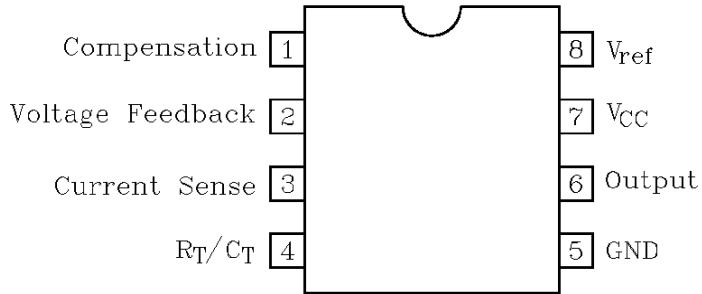 Compensation 1 8 Vref
Voltage Feedback 2 7 VCC
Current Sense 3 6 Output
RT/CT 4 5 GND